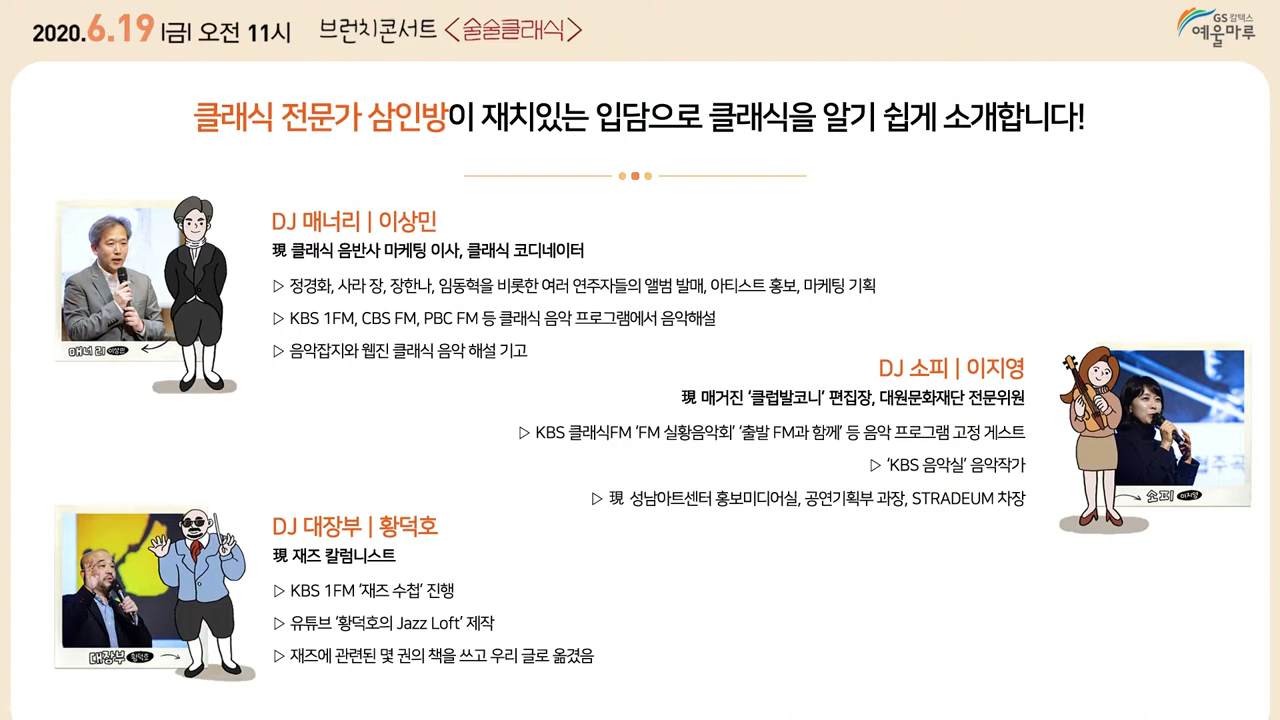 2020.6.19 |금| 오전 11시 브런치콘서트 <술술클래식>
GS칼텍스
예울마루
클래식 전문가 삼인방이 재치있는 입담으로 클래식을 알기 쉽게 소개합니다!
DJ 매너리 | 이상민
現 클래식 음반사 마케팅 이사, 클래식 코디네이터
▷ 정경화, 사라 장, 장한나, 임동혁을 비롯한 여러 연주자들의 앨범 발매, 아티스트 홍보, 마케팅 기획
▷ KBS 1FM, CBS FM, PBC FM 등 클래식 음악 프로그램에서 음악해설
▷ 음악잡지와 웹진 클래식 음악 해설 기고
매너리 이상민
DJ 소피 | 이지영
現 매거진 '클럽발코니' 편집장, 대원문화재단 전문위원
▷ KBS 클래식FM 'FM 실황음악회' '출발 FM과 함께' 등 음악 프로그램 고정 게스트
▷ 'KBS 음악실' 음악작가
▷ 現 성남아트센터 홍보미디어실, 공연기획부 과장, STRADEUM 차장
소피 이지영
DJ 대장부 | 황덕호
現 재즈 칼럼니스트
▷ KBS 1FM '재즈 수첩' 진행
▷ 유튜브 '황덕호의 Jazz Loft' 제작
▷ 재즈에 관련된 몇 권의 책을 쓰고 우리 글로 옮겼음
대장부 황덕호